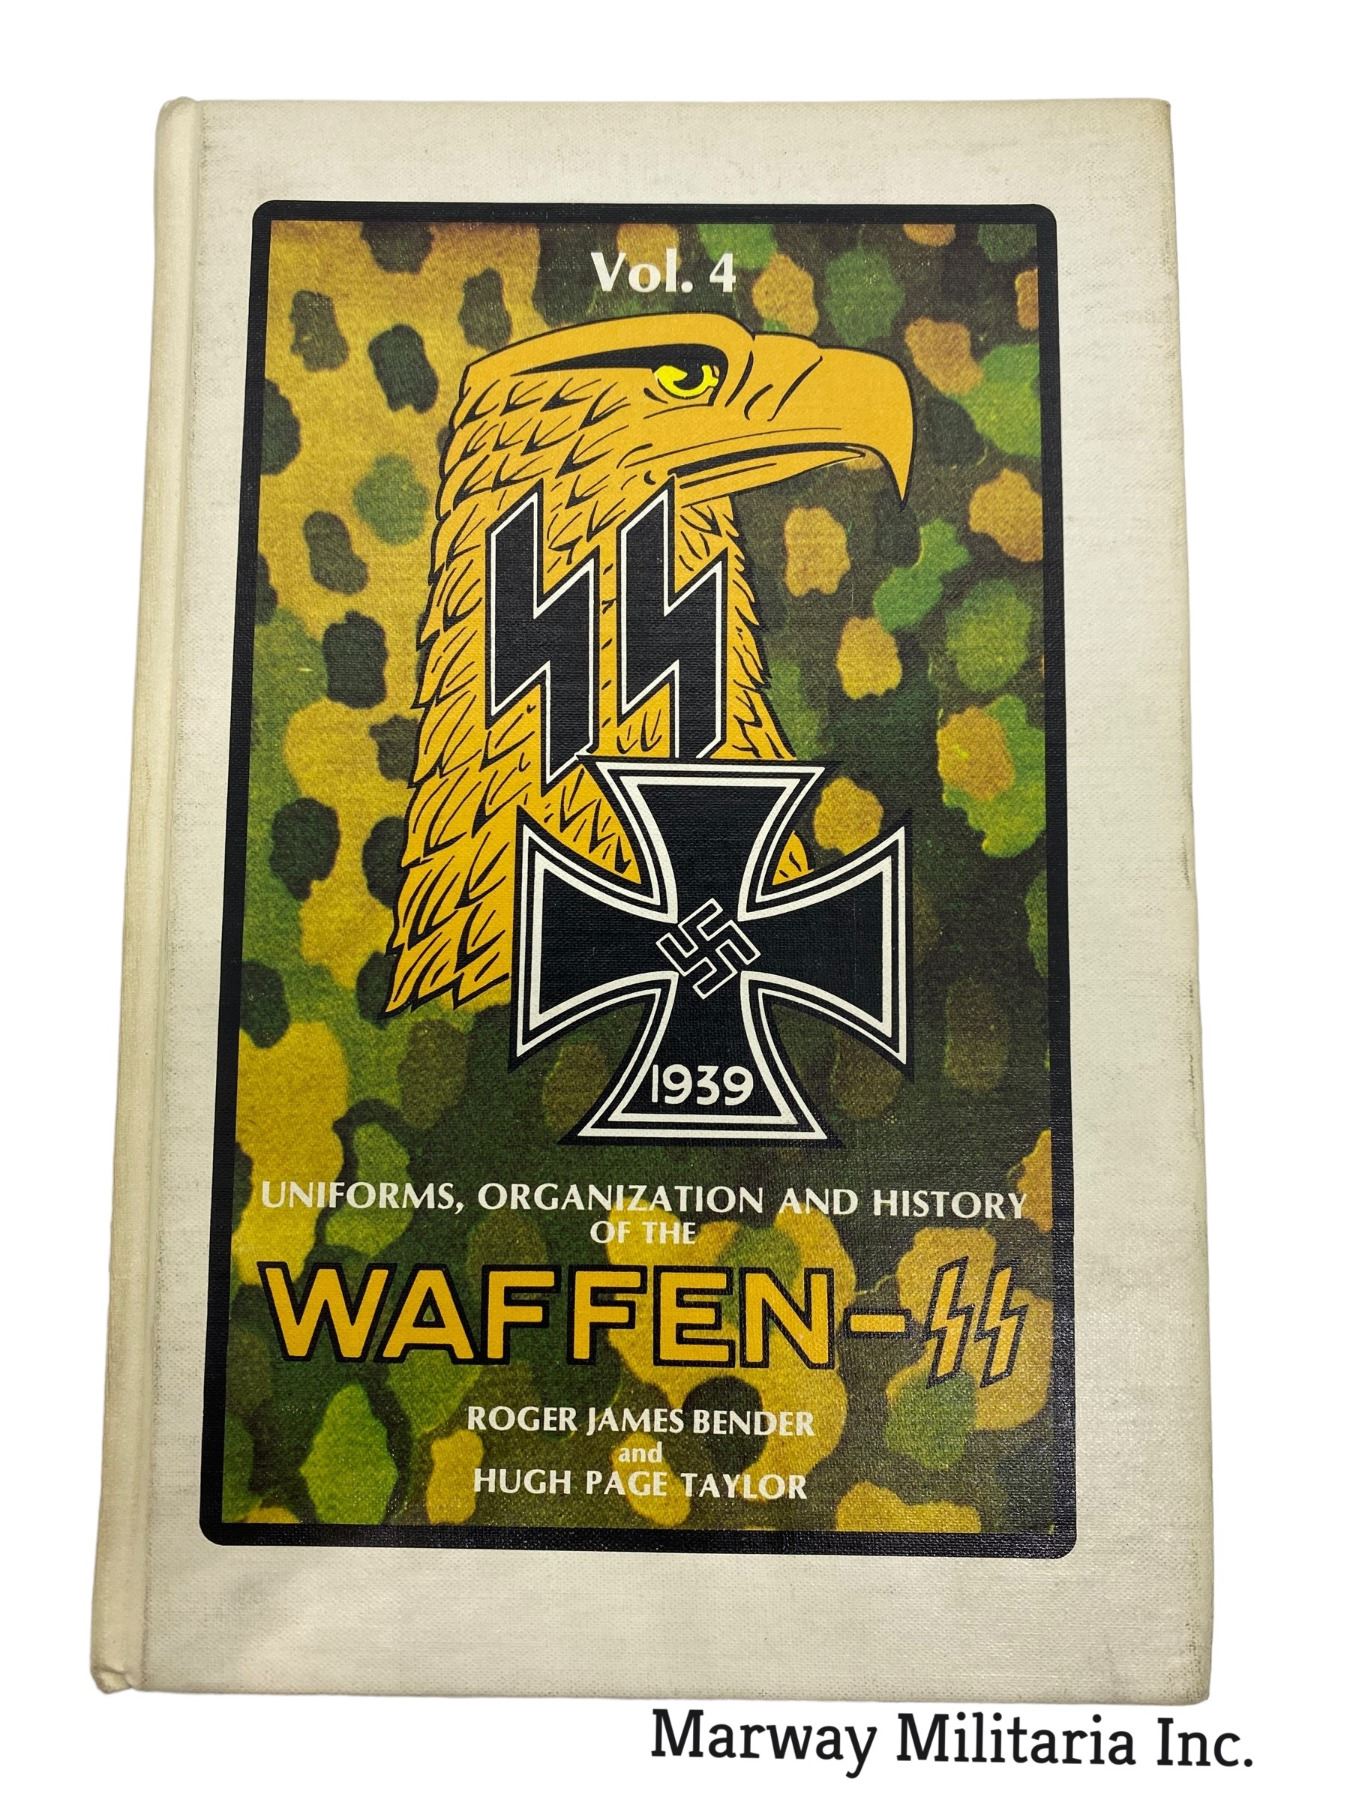 Vol. 4
SS
1939
UNIFORMS, ORGANIZATION AND HISTORY
OF THE
WAFFEN-SS
ROGER JAMES BENDER
and
HUGH PAGE TAYLOR
Marway Militaria Inc.